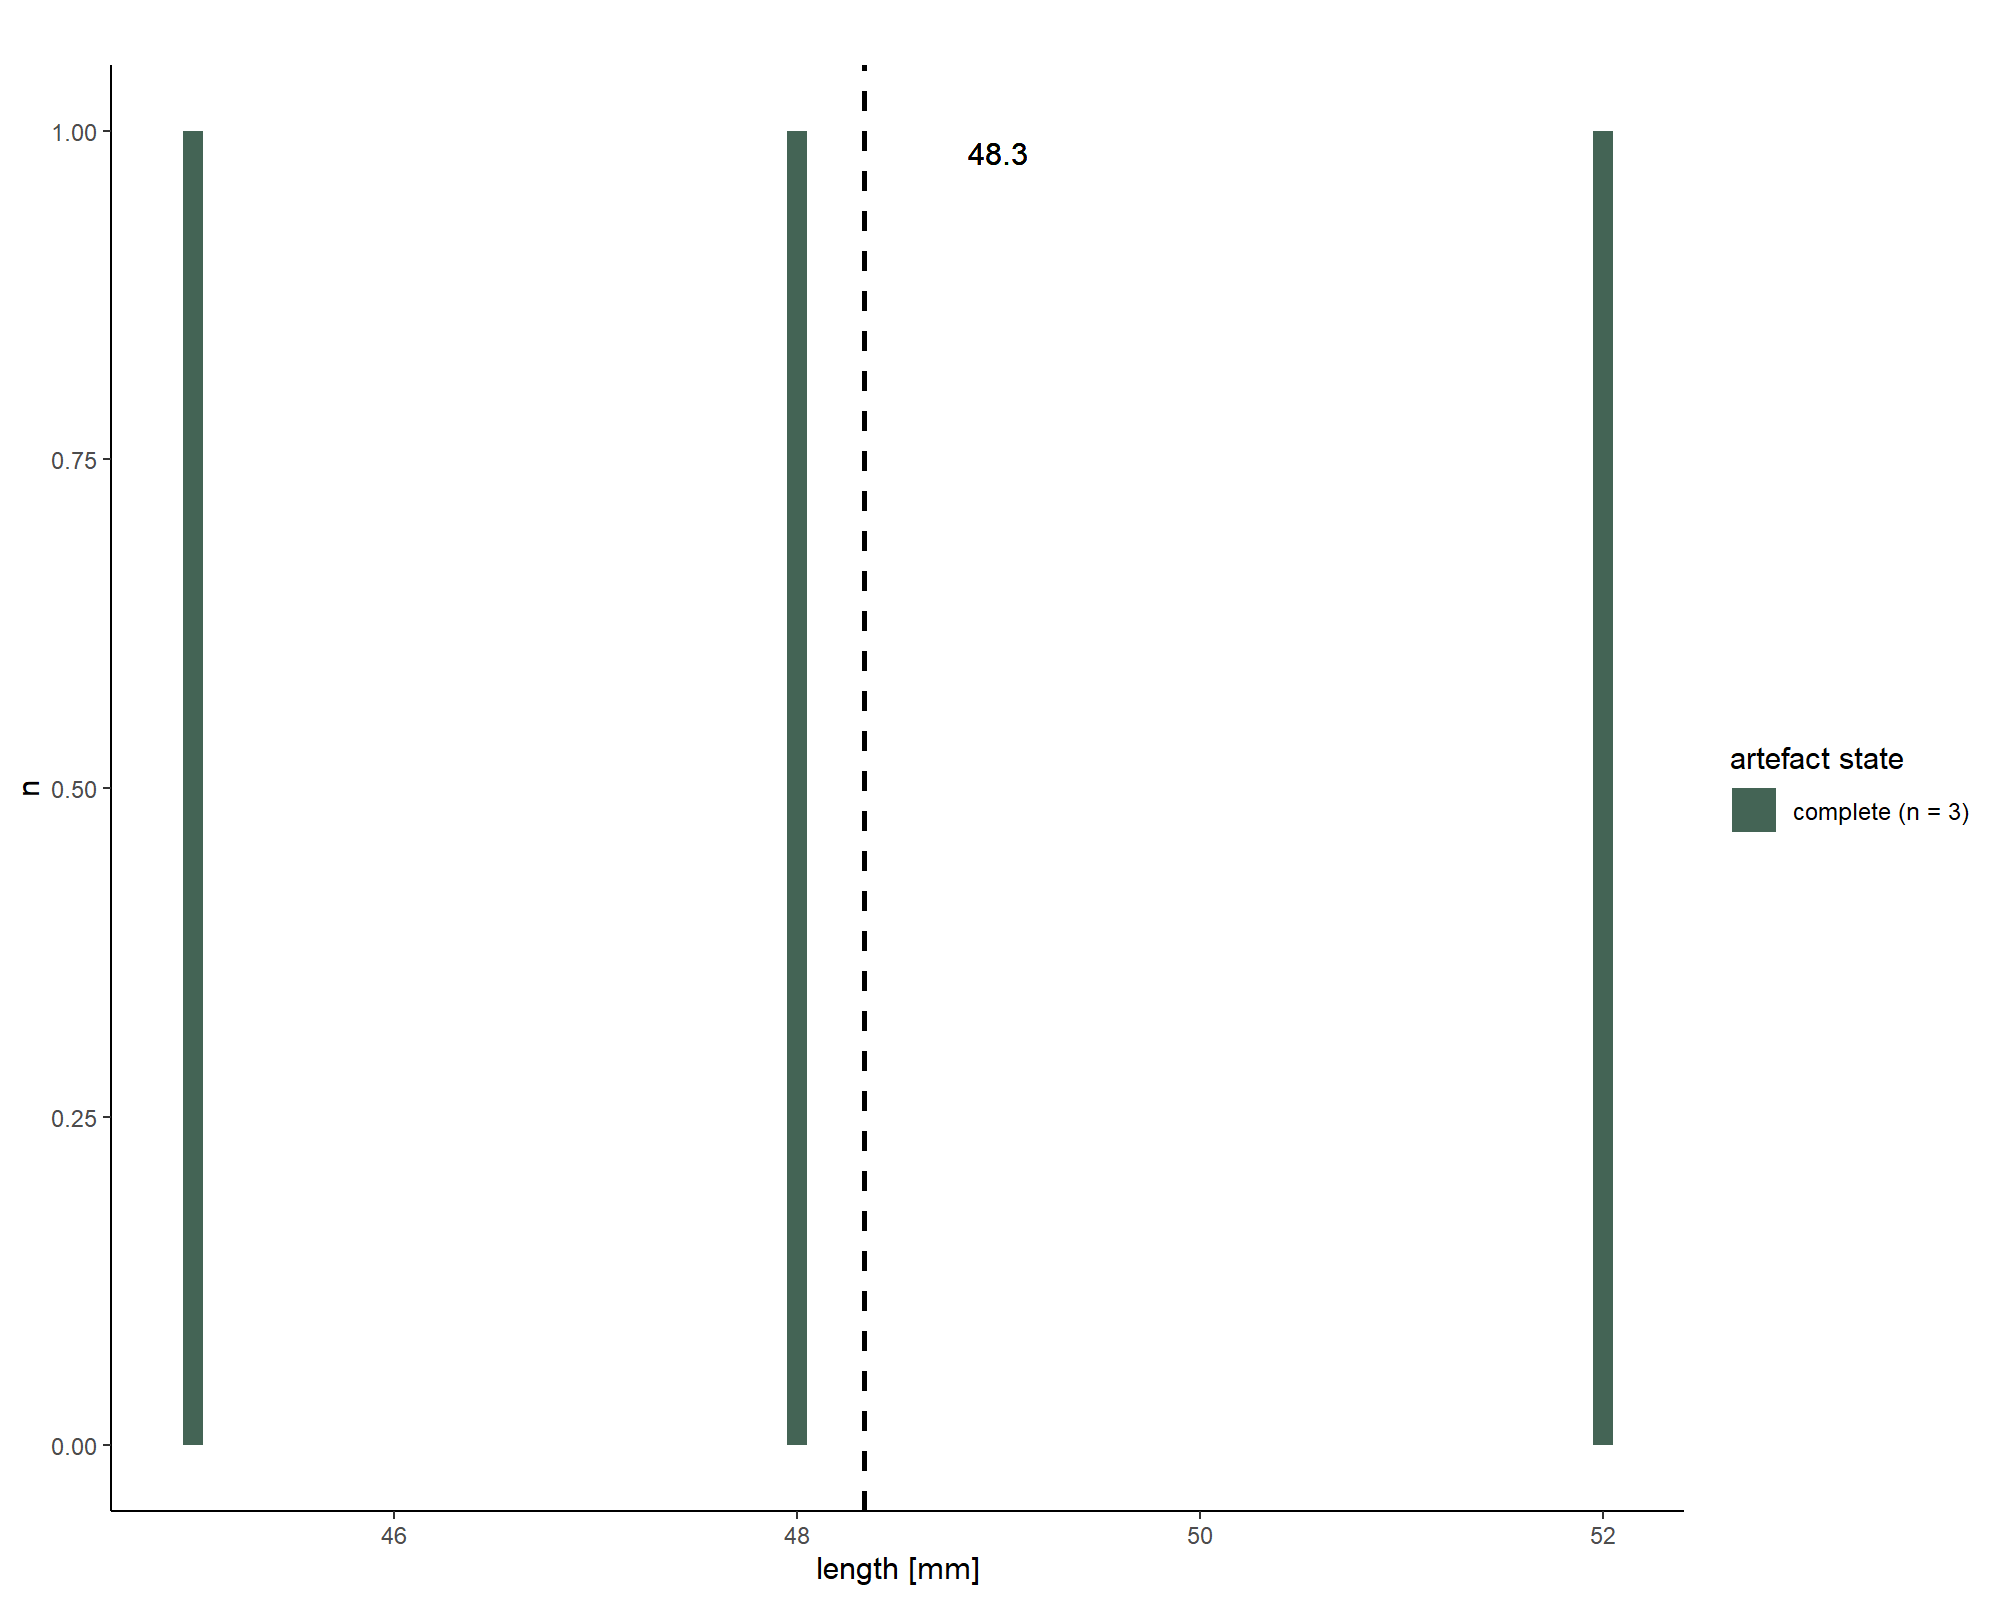 1.00
48.3
0.75
artefact state
n
0.50
complete (n = 3)
0.25
0.00
46
48
50
52
length [mm]